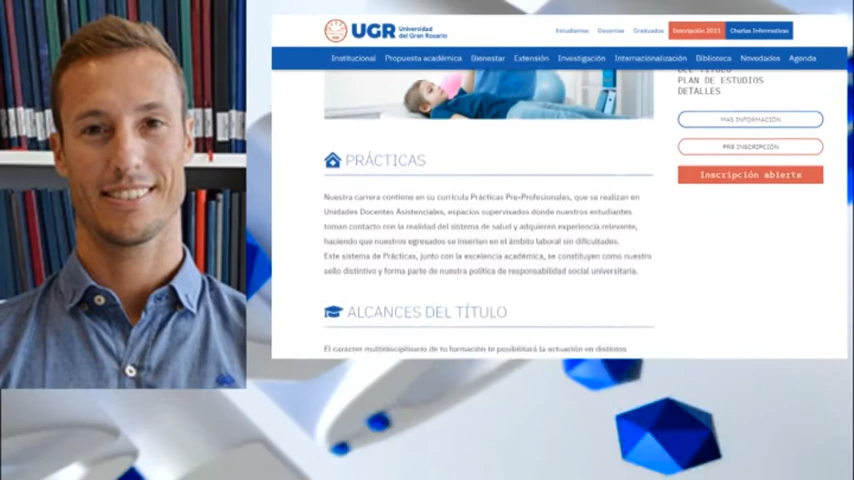 UGR Universidad
del Gran Rosario
Estudiantes Docentes Graduados Inscripción 2023 Charlas Informativas
Institucional Propuesta académica Bienestar Extensión Investigación Internacionalización Biblioteca Novedades Agenda
DEL TÍTULO
PLAN DE ESTUDIOS
DETALLES
MAS INFORMACIÓN
PRE INSCRIPCIÓN
Inscripción abierta
PRÁCTICAS
Nuestra carrera contiene en su currícula Prácticas Pre-Profesionales, que se realizan en
Unidades Docentes Asistenciales, espacios supervisados donde nuestros estudiantes
toman contacto con la realidad del sistema de salud y adquieren experiencia relevante,
haciendo que nuestros egresados se inserten en el ámbito laboral sin dificultades.
Este sistema de Prácticas, junto con la excelencia académica, se constituyen como nuestro
sello distintivo y forma parte de nuestra política de responsabilidad social universitaria.
ALCANCES DEL TÍTULO
El carácter multidisciplinario de tu formación te posibilitará la actuación en distintos